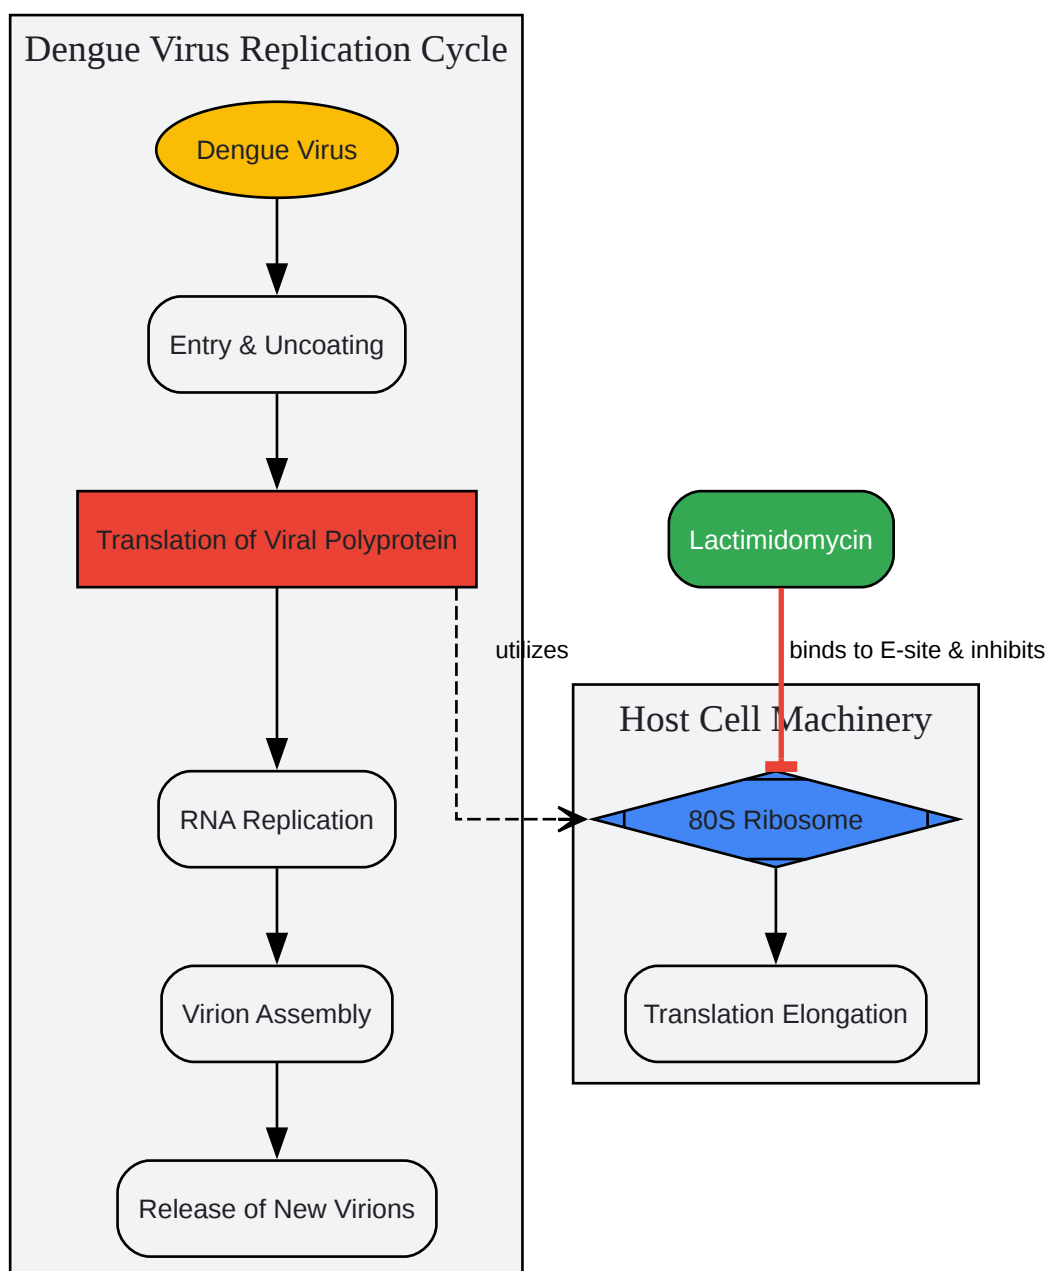 Dengue Virus Replication Cycle
Dengue Virus
Entry & Uncoating
Translation of Viral Polyprotein
Lactimidomycin
utilizes
binds to E-site & inhibits
Host Cell Machinery
RNA Replication
80S Ribosome
Virion Assembly
Translation Elongation
Release of New Virions